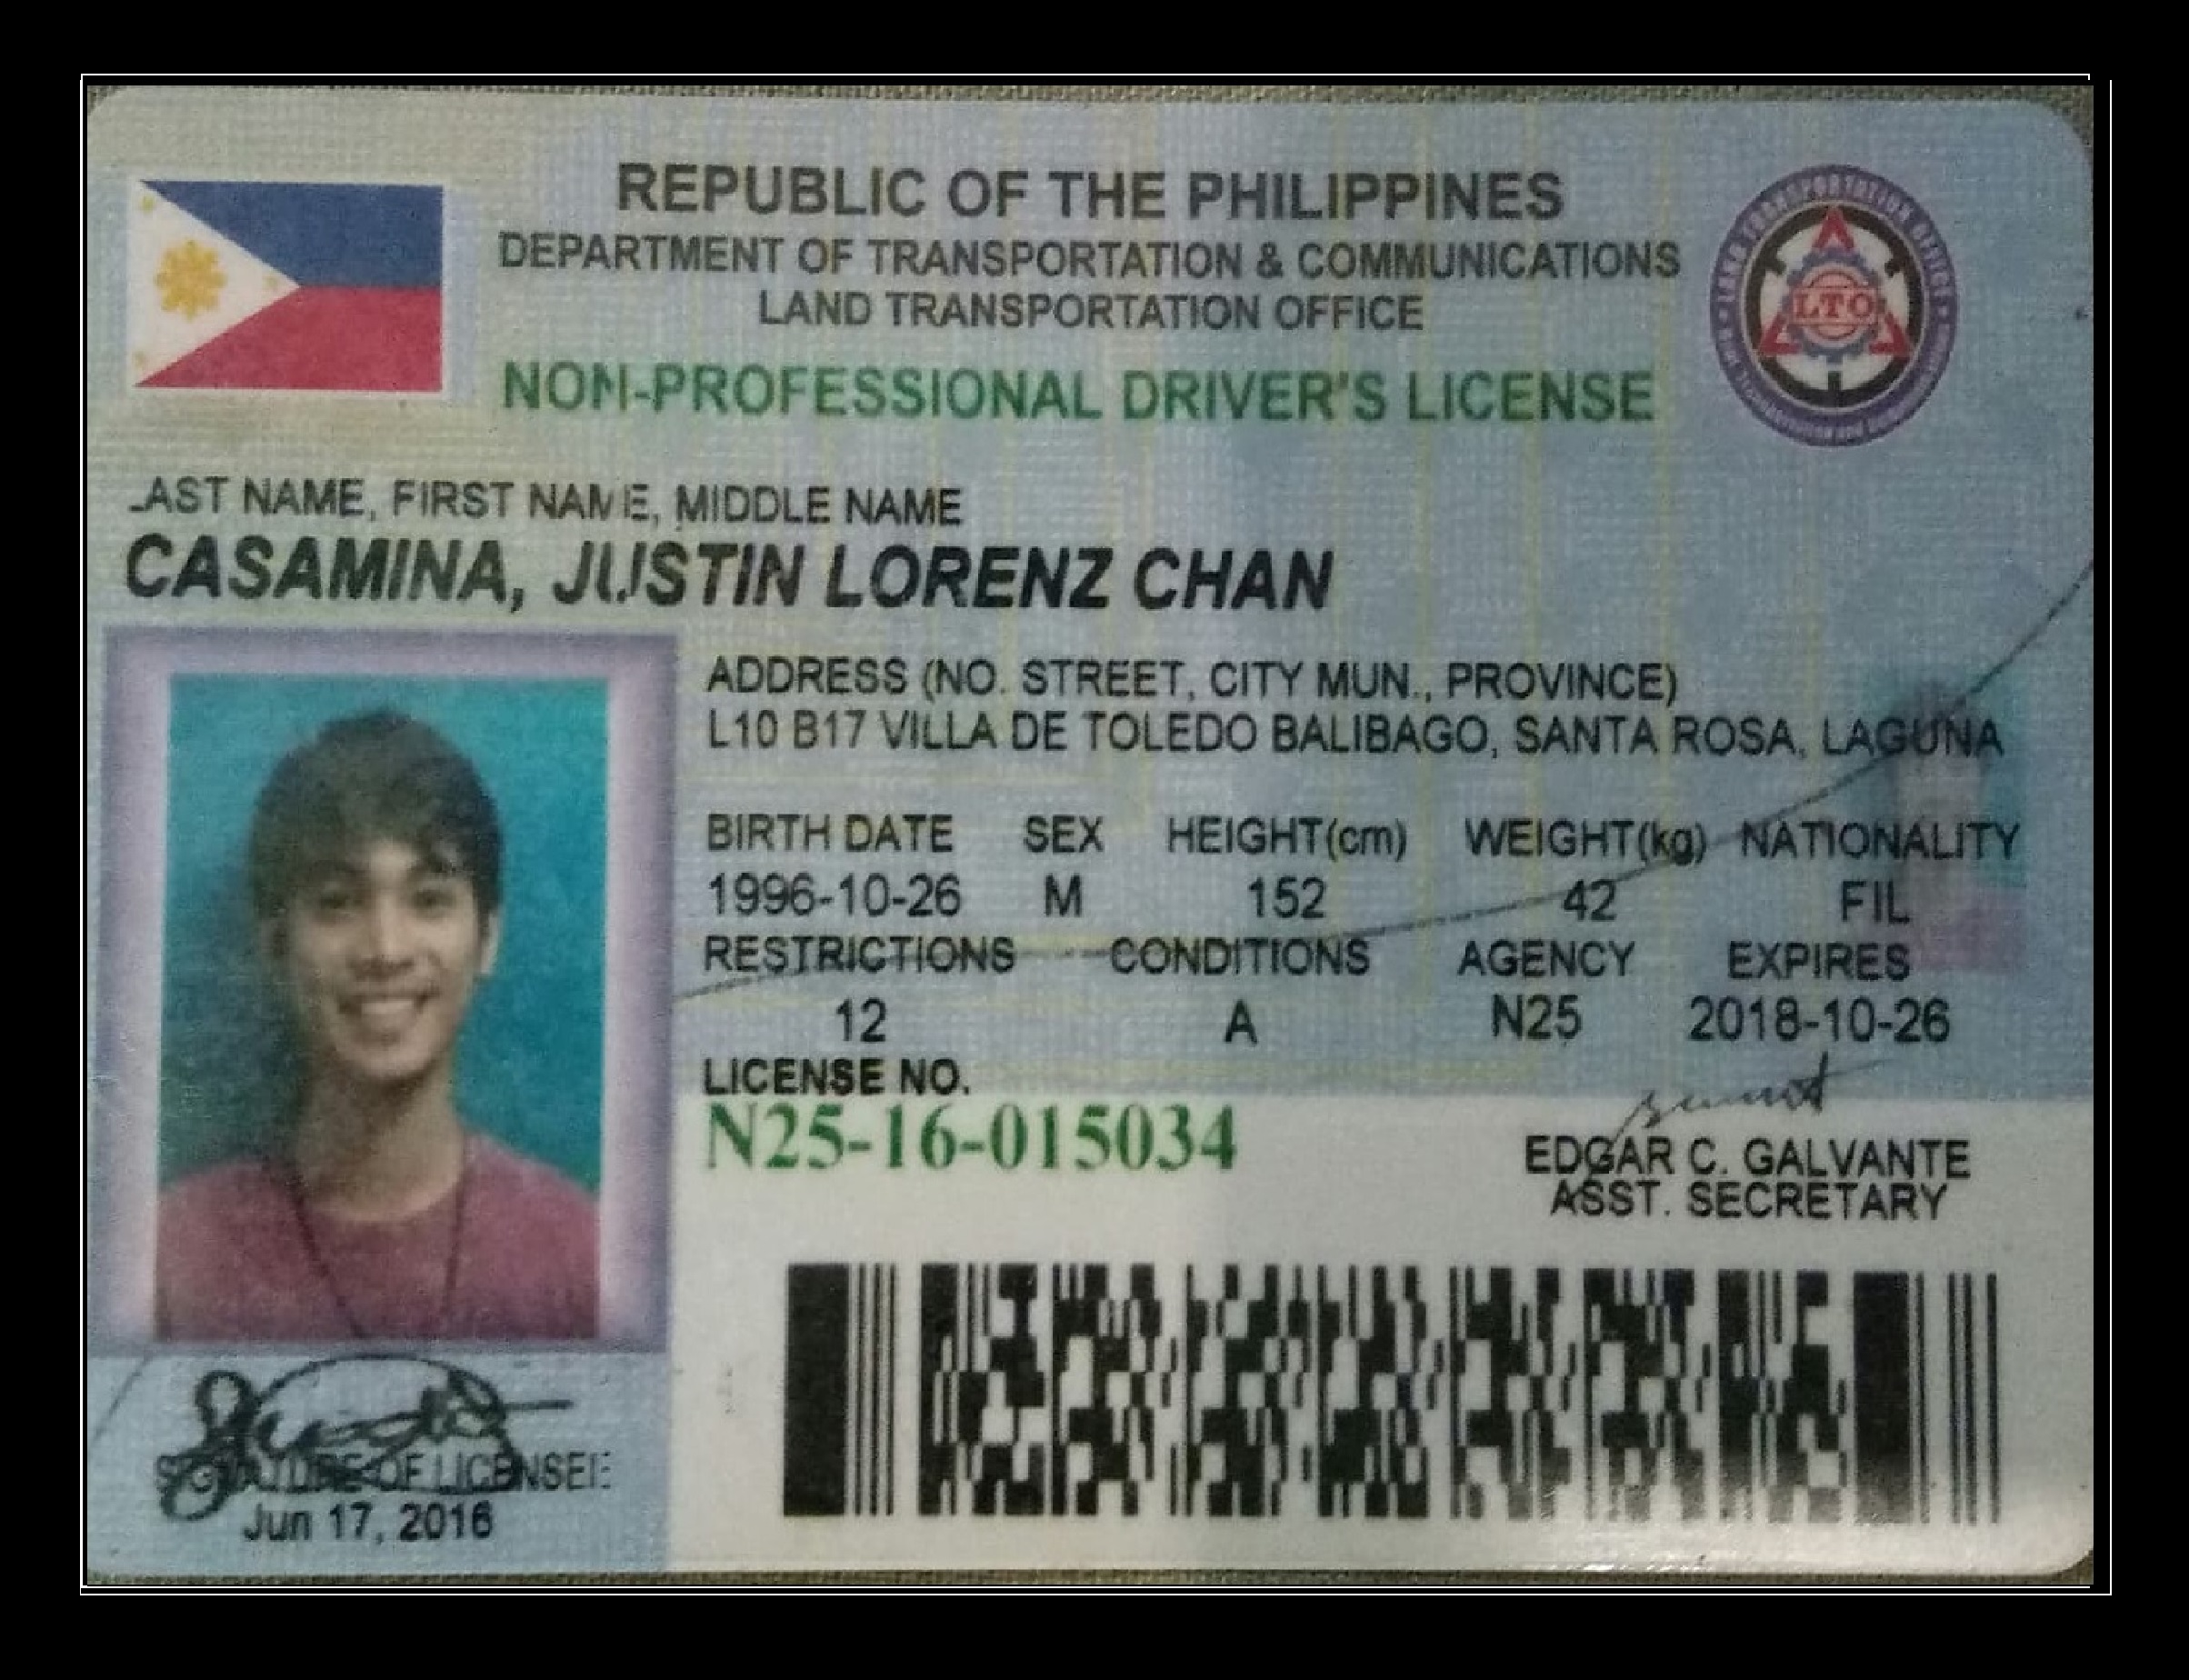 REPUBLIC OF THE PHILIPPINES
DEPARTMENT OF TRANSPORTATION & COMMUNICATIONS
LAND TRANSPORTATION OFFICE
NON-PROFESSIONAL DRIVER'S LICENSE
LTO
LAND TRANSPORTATION OFFICE
LAST NAME, FIRST NAME, MIDDLE NAME
CASAMINA, JUSTIN LORENZ CHAN
ADDRESS (NO. STREET, CITY MUN., PROVINCE)
L10 B17 VILLA DE TOLEDO BALIBAGO, SANTA ROSA, LAGUNA
BIRTH DATE SEX HEIGHT(cm) WEIGHT(kg) NATIONALITY
1996-10-26 M 152 42 FIL
RESTRICTIONS CONDITIONS AGENCY EXPIRES
12 A N25 2018-10-26
LICENSE NO.
N25-16-015034
EDGAR C. GALVANTE
ASST. SECRETARY
SIGNATURE OF LICENSEE
Jun 17, 2016